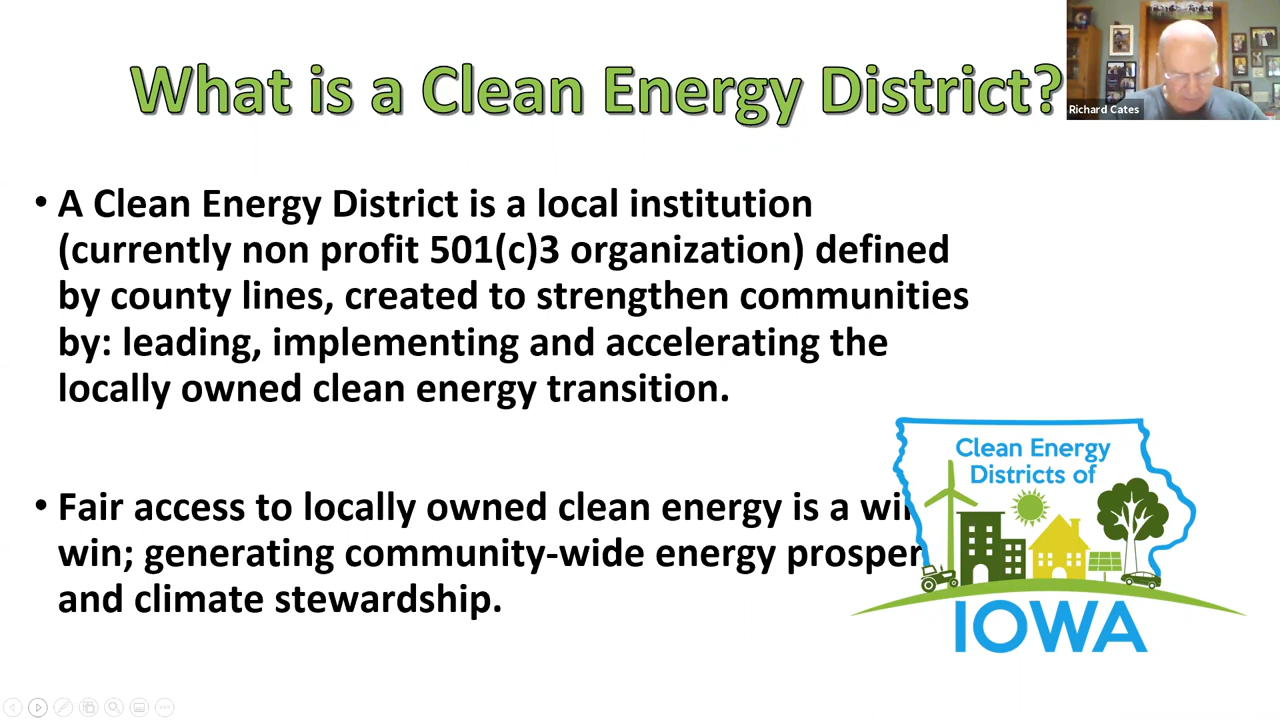 What is a Clean Energy District?
Richard Cates
• A Clean Energy District is a local institution
(currently non profit 501(c)3 organization) defined
by county lines, created to strengthen communities
by: leading, implementing and accelerating the
locally owned clean energy transition.
• Fair access to locally owned clean energy is a
win; generating community-wide energy
and climate stewardship.
Clean Energy
Districts of
IOWA